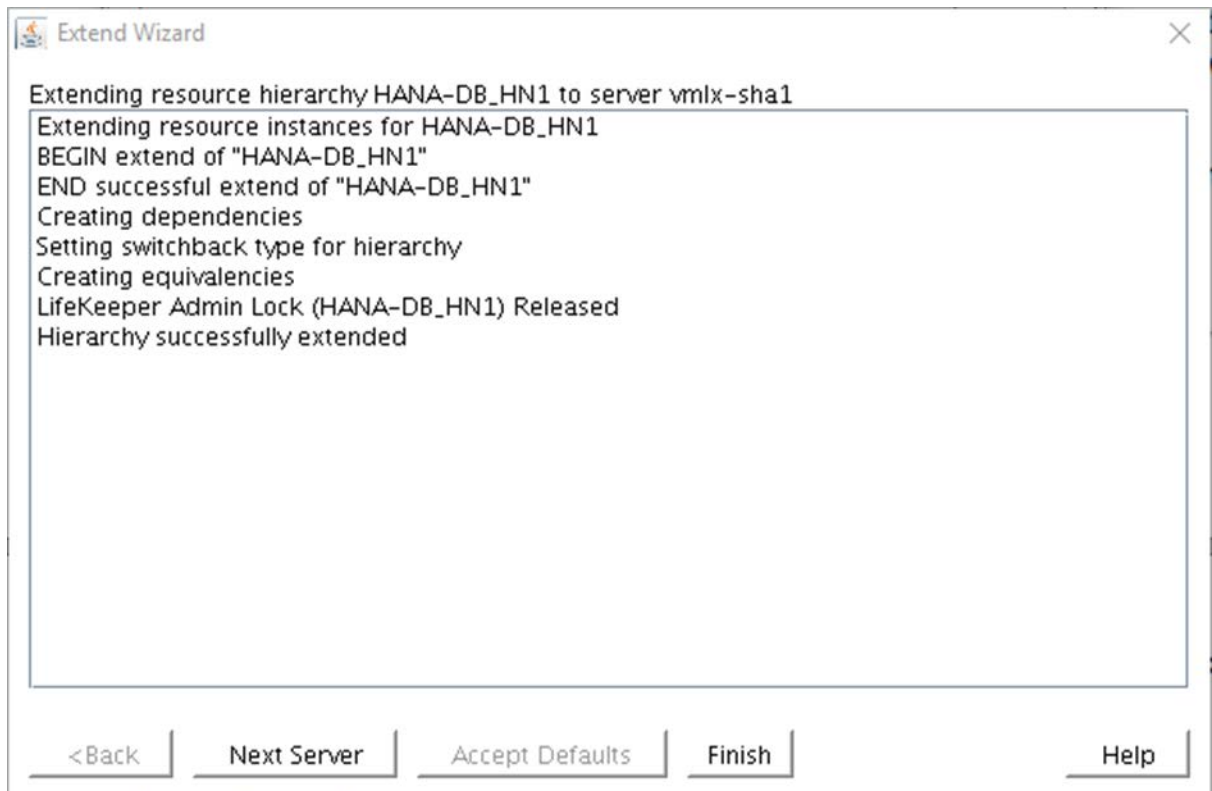 Extend Wizard
Extending resource hierarchy HANA-DB_HN1 to server vmlx-sha1
Extending resource instances for HANA-DB_HN1
BEGIN extend of "HANA-DB_HN1"
END successful extend of "HANA-DB_HN1"
Creating dependencies
Setting switchback type for hierarchy
Creating equivalencies
LifeKeeper Admin Lock (HANA-DB_HN1) Released
Hierarchy successfully extended
<Back Next Server Accept Defaults Finish Help